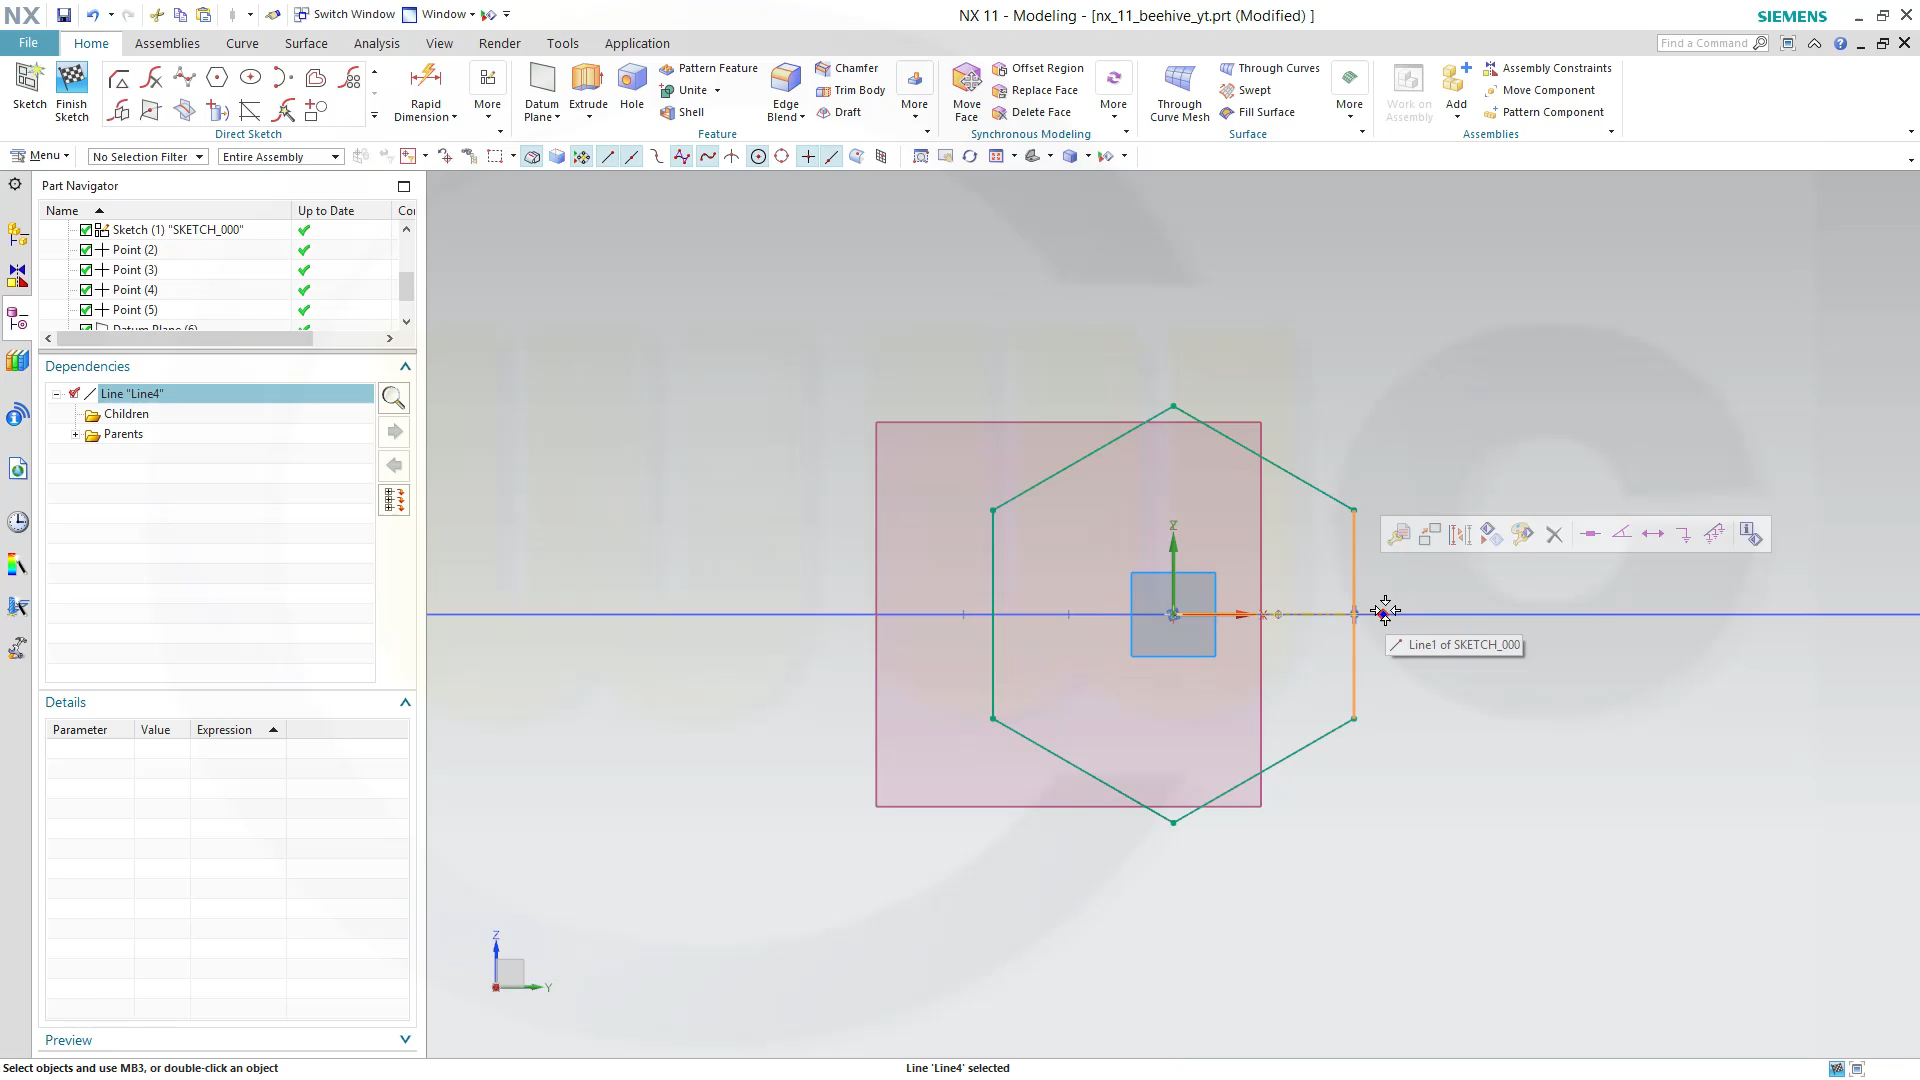 NX
Switch Window
Window
NX 11 - Modeling - [nx_11_beehive_yt.prt (Modified) ]
SIEMENS
File
Home
Assemblies
Curve
Surface
Analysis
View
Render
Tools
Application
Find a Command
Sketch
Finish Sketch
Direct Sketch
Rapid Dimension
More
Datum Plane
Extrude
Hole
Pattern Feature
Unite
Shell
Edge Blend
Chamfer
Trim Body
Draft
More
Feature
Move Face
Offset Region
Replace Face
Delete Face
More
Synchronous Modeling
Through Curve Mesh
Through Curves
Swept
Fill Surface
More
Surface
Work on Assembly
Add
Assembly Constraints
Move Component
Pattern Component
Assemblies
Menu
No Selection Filter
Entire Assembly
Part Navigator
Name
Up to Date
Co
Sketch (1) "SKETCH_000"
Point (2)
Point (3)
Point (4)
Point (5)
Datum Plane (6)
Dependencies
Line "Line4"
Children
Parents
Details
Parameter
Value
Expression
Preview
Z
X
Line1 of SKETCH_000
Z
Y
Select objects and use MB3, or double-click an object
Line 'Line4' selected